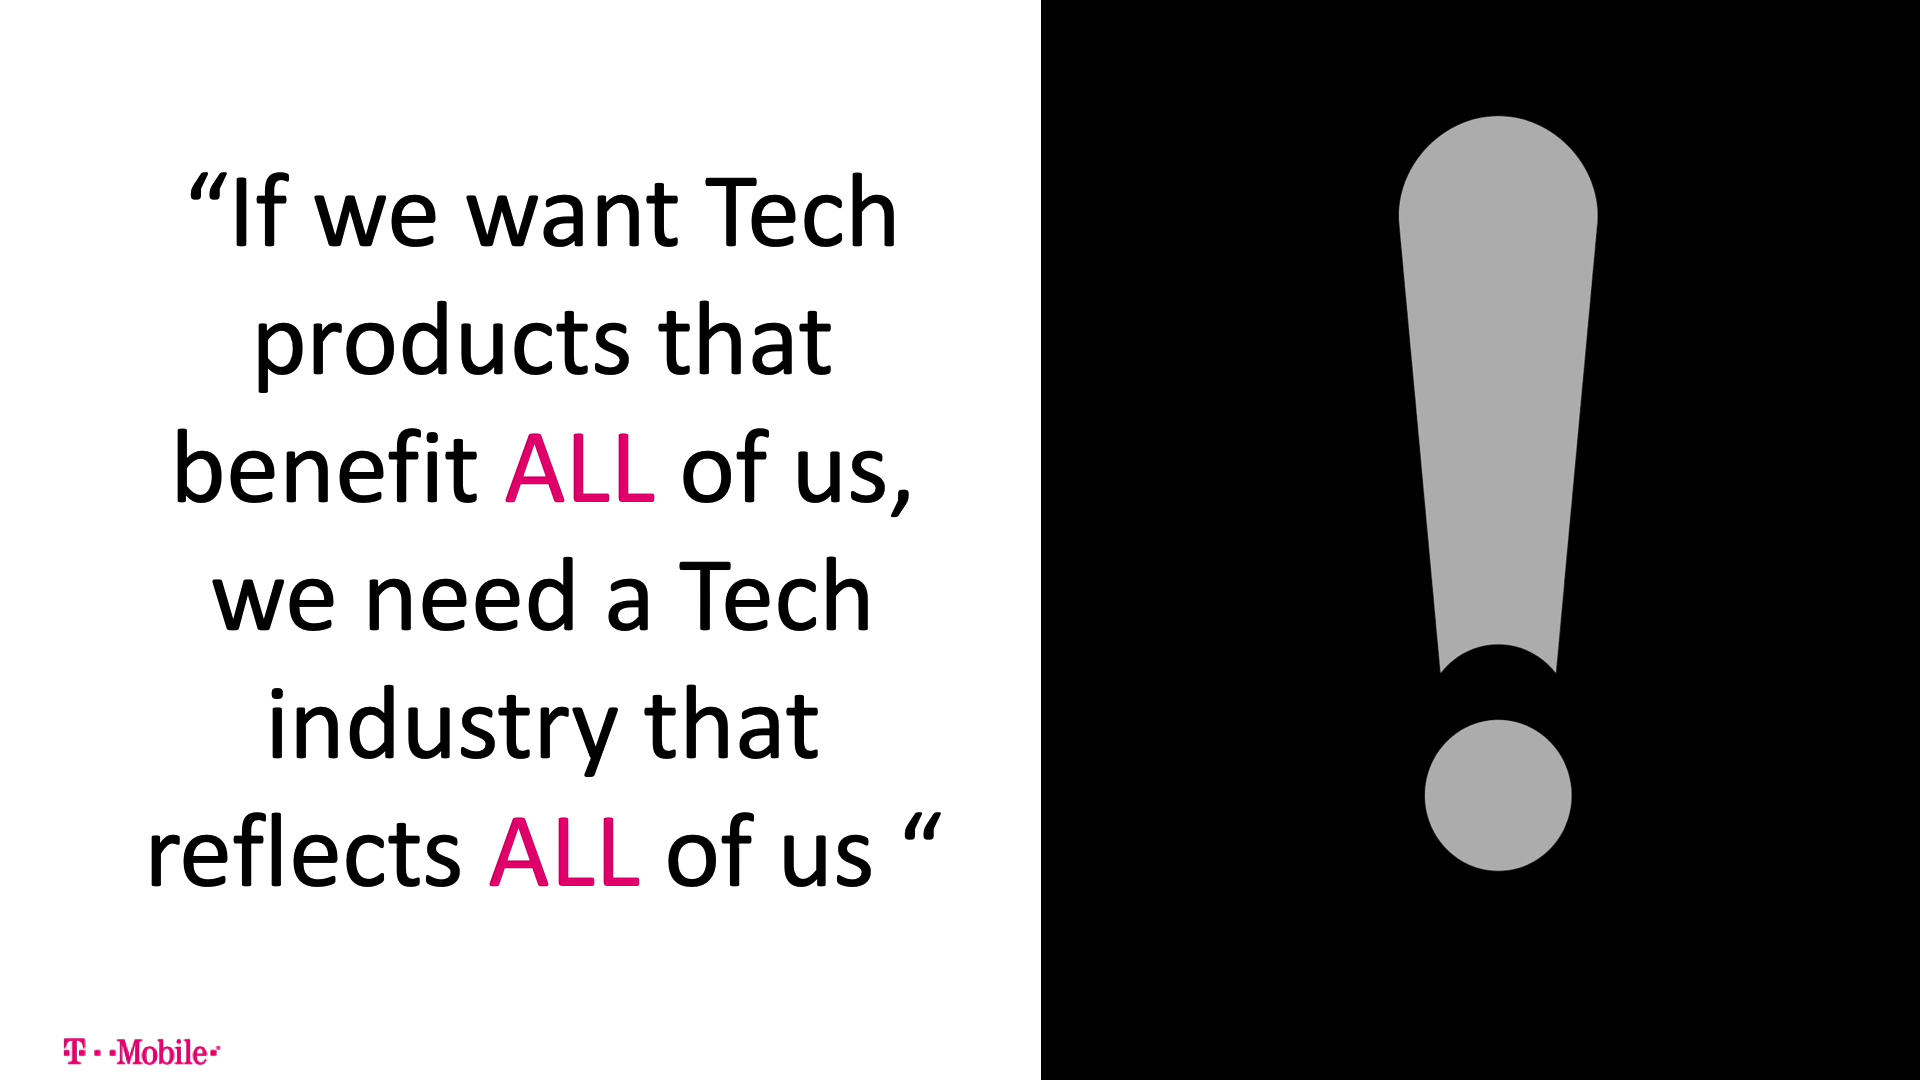 “If we want Tech
products that
benefit ALL of us,
we need a Tech
industry that
reflects ALL of us “
T··Mobile·